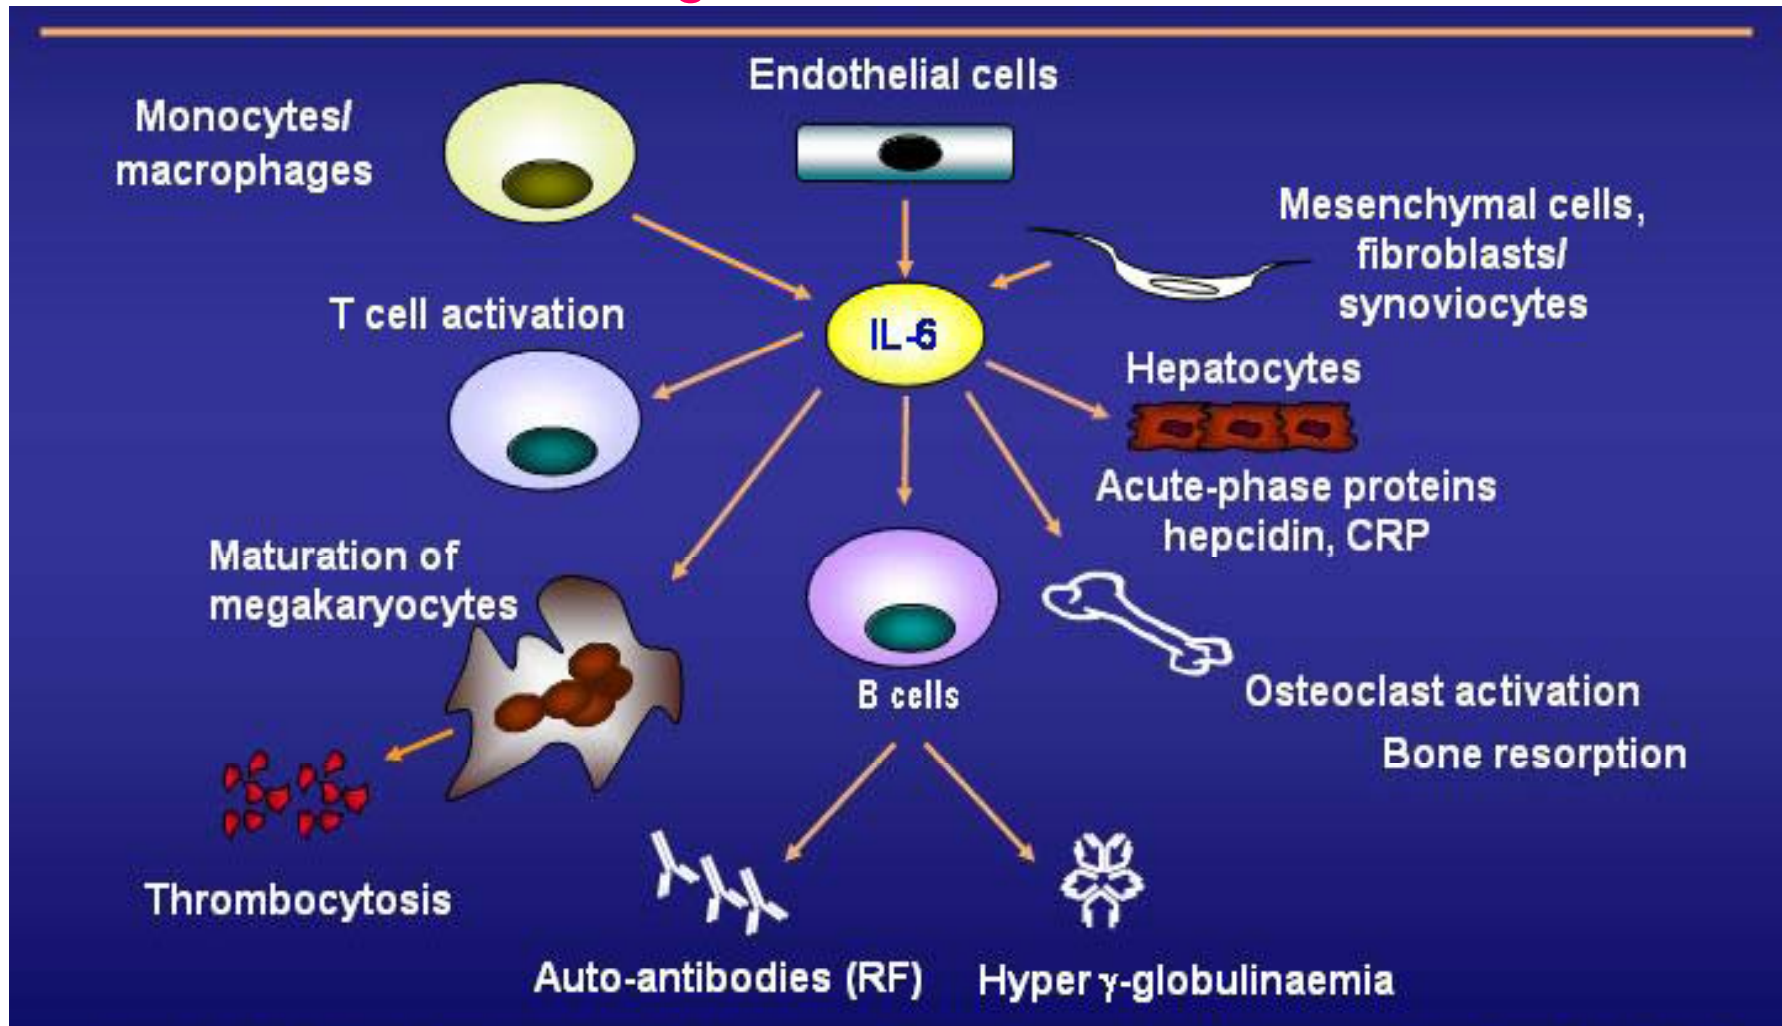 Endothelial cells
Monocytes/
macrophages
Mesenchymal cells,
fibroblasts/
synoviocytes
T cell activation
IL-6
Hepatocytes
Acute-phase proteins
hepcidin, CRP
Maturation of
megakaryocytes
B cells
Osteoclast activation
Bone resorption
Thrombocytosis
Auto-antibodies (RF)
Hyper γ-globulinaemia